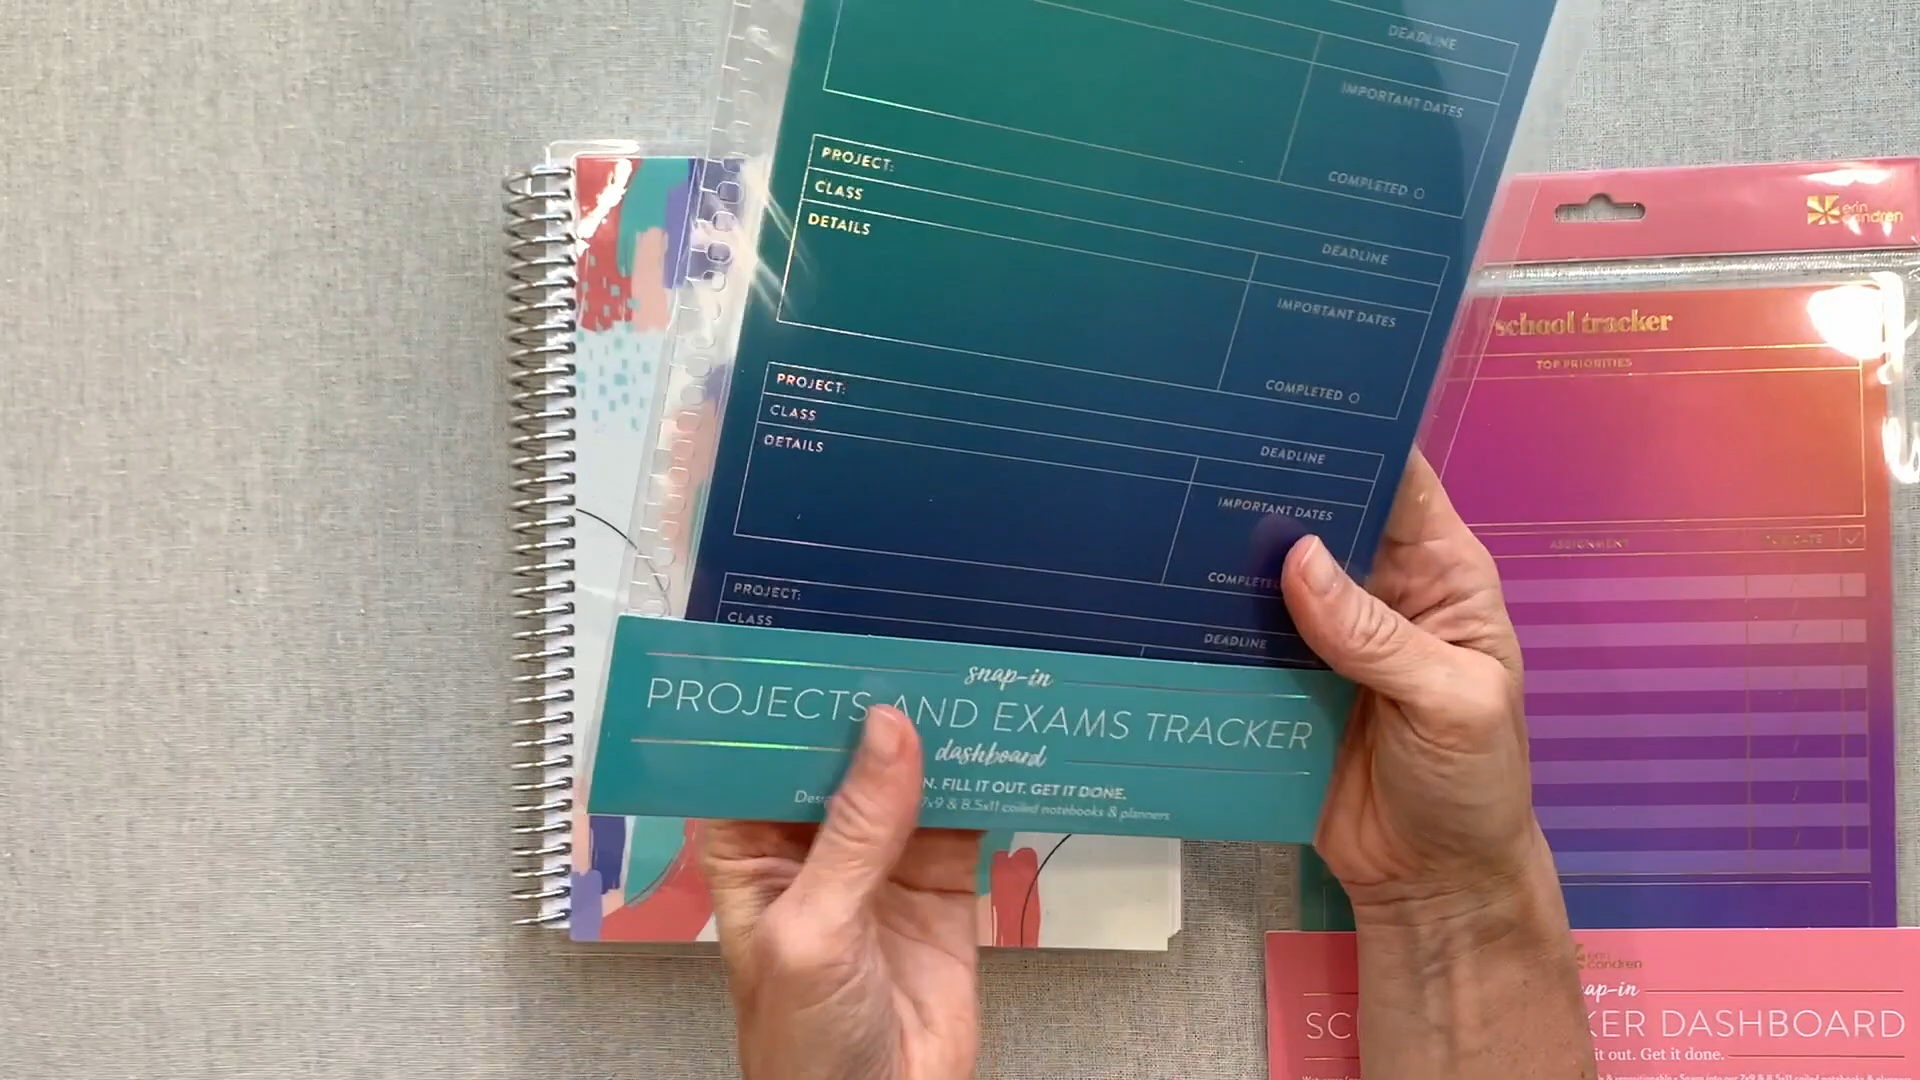 DEADLINE
IMPORTANT DATES
COMPLETED
PROJECT:
CLASS
DETAILS
DEADLINE
IMPORTANT DATES
COMPLETED
PROJECT:
CLASS
DETAILS
DEADLINE
IMPORTANT DATES
COMPLETED
PROJECT:
CLASS
DEADLINE
snap-in
PROJECTS AND EXAMS TRACKER
dashboard
N. FILL IT OUT. GET IT DONE.
7x9 & 8.5x11 coiled notebooks & planners
erin
condren
school tracker
TOP PRIORITIES
ASSIGNMENT
erin
condren
ap-in
SC KER DASHBOARD
it out. Get it done.